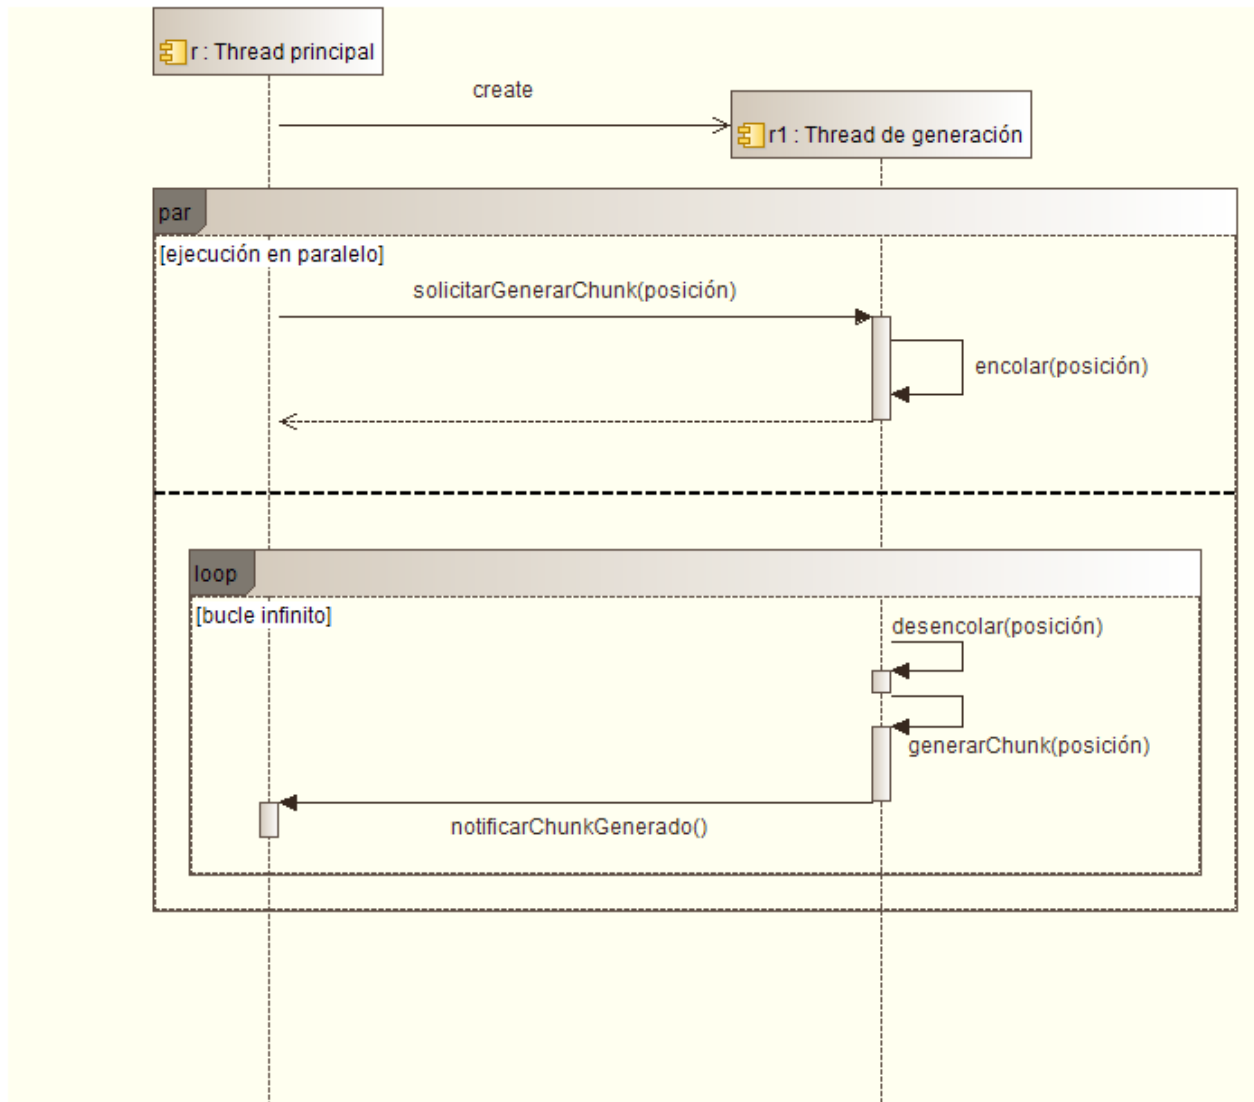 r : Thread principal
create
r1 : Thread de generación
par
[ejecución en paralelo]
solicitarGenerarChunk(posición)
encolar(posición)
loop
[bucle infinito]
desencolar(posición)
generarChunk(posición)
notificarChunkGenerado()